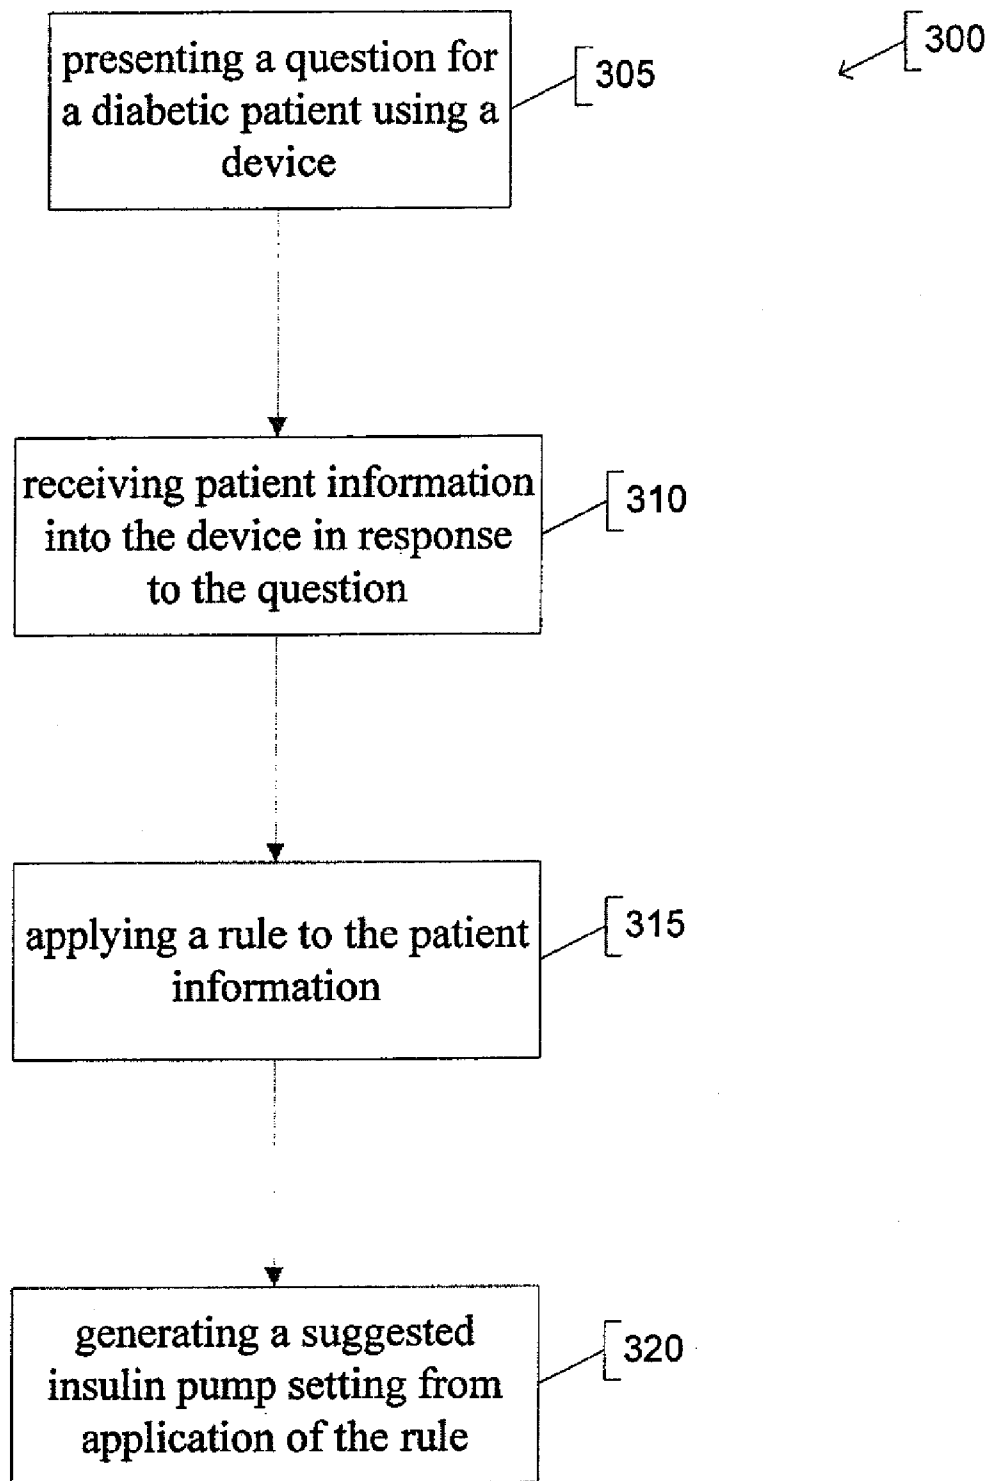 300
presenting a question for
a diabetic patient using a
device
305
receiving patient information
into the device in response
to the question
310
applying a rule to the patient
information
315
generating a suggested
insulin pump setting from
application of the rule
320